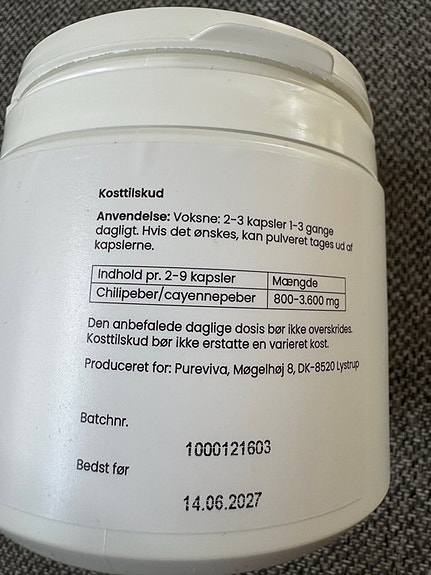 Kosttilskud
Anvendelse: Voksne: 2-3 kapsler 1-3 gange
dagligt. Hvis det ønskes, kan pulveret tages ud af
kapslerne.
Indhold pr. 2-9 kapsler Mængde
Chilipeber/cayennepeber 800-3.600 mg
Den anbefalede daglige dosis bør ikke overskrides.
Kosttilskud bør ikke erstatte en varieret kost.
Produceret for: Pureviva, Møgelhøj 8, DK-8520 Lystrup
Batchnr.
1000121603
Bedst før
14.06.2027